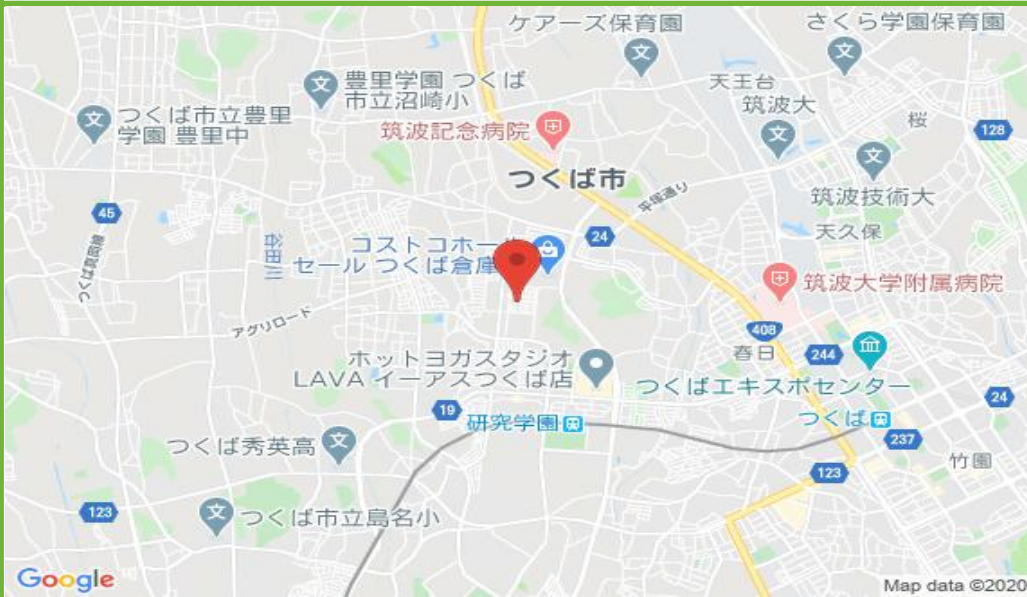 ケアーズ保育園
さくら学園保育園
豊里学園 つくば
市立沼崎小
天王台
筑波大
つくば市立豊里
学園 豊里中
筑波記念病院
桜
128
つくば市
筑波技術大
平塚通り
45
24
天久保
谷田川
コストコホー
セール つくば倉庫
筑波大学附属病院
アグリロード
408
春日
244
ホットヨガスタジオ
LAVA イーアスつくば店
つくばエキスポセンター
24
19
研究学園
つくば
237
つくば秀英高
竹園
123
123
つくば市立島名小
Google
Map data ©2020